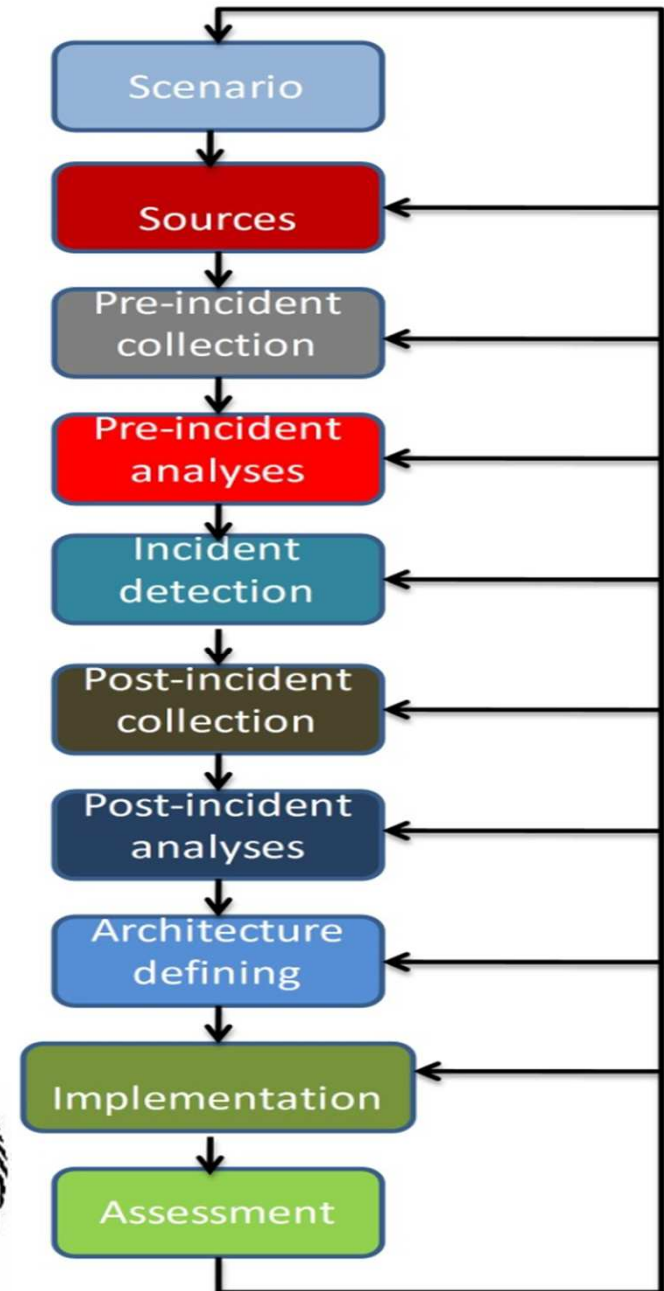 Scenario
Sources
Pre-incident
collection
Pre-incident
analyses
Incident
detection
Post-incident
collection
Post-incident
analyses
Architecture
defining
Implementation
Assessment